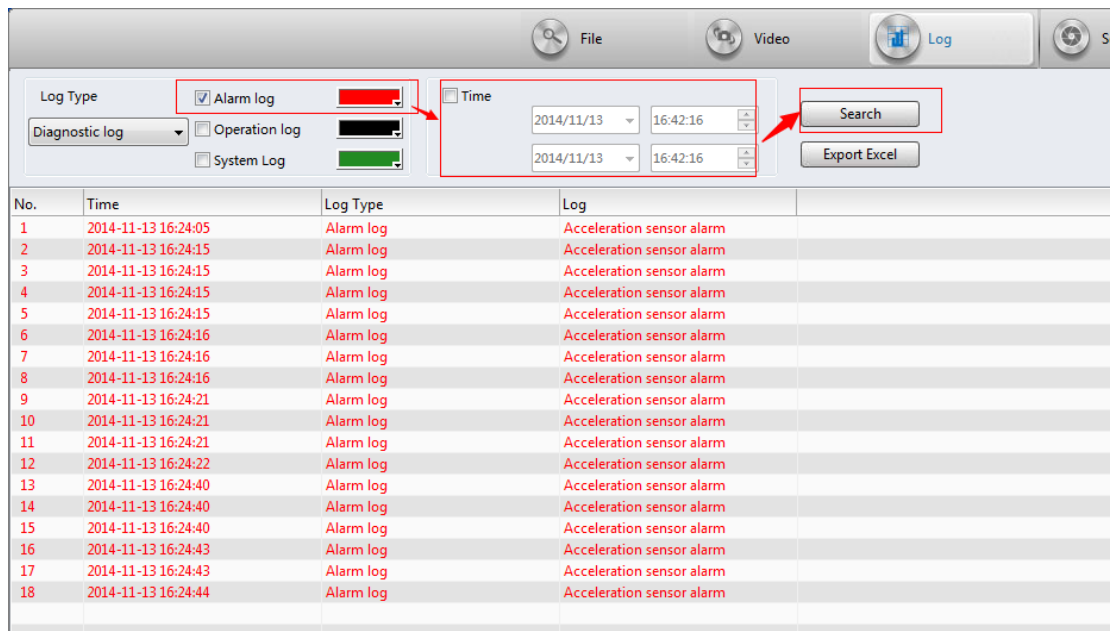 File Video Log S
Log Type Alarm log Time
Diagnostic log Operation log 2014/11/13 16:42:16 Search
System Log 2014/11/13 16:42:16 Export Excel
No. Time Log Type Log
1 2014-11-13 16:24:05 Alarm log Acceleration sensor alarm
2 2014-11-13 16:24:15 Alarm log Acceleration sensor alarm
3 2014-11-13 16:24:15 Alarm log Acceleration sensor alarm
4 2014-11-13 16:24:15 Alarm log Acceleration sensor alarm
5 2014-11-13 16:24:15 Alarm log Acceleration sensor alarm
6 2014-11-13 16:24:16 Alarm log Acceleration sensor alarm
7 2014-11-13 16:24:16 Alarm log Acceleration sensor alarm
8 2014-11-13 16:24:16 Alarm log Acceleration sensor alarm
9 2014-11-13 16:24:21 Alarm log Acceleration sensor alarm
10 2014-11-13 16:24:21 Alarm log Acceleration sensor alarm
11 2014-11-13 16:24:21 Alarm log Acceleration sensor alarm
12 2014-11-13 16:24:22 Alarm log Acceleration sensor alarm
13 2014-11-13 16:24:40 Alarm log Acceleration sensor alarm
14 2014-11-13 16:24:40 Alarm log Acceleration sensor alarm
15 2014-11-13 16:24:40 Alarm log Acceleration sensor alarm
16 2014-11-13 16:24:43 Alarm log Acceleration sensor alarm
17 2014-11-13 16:24:43 Alarm log Acceleration sensor alarm
18 2014-11-13 16:24:44 Alarm log Acceleration sensor alarm